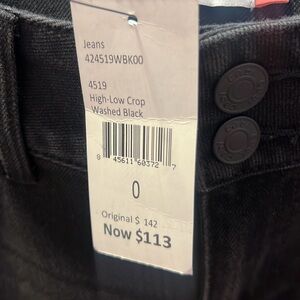 Jeans
424519WBK00
4519
High-Low Crop
Washed Black
8 45611 60372 7
0
Original $ 142
Now $113